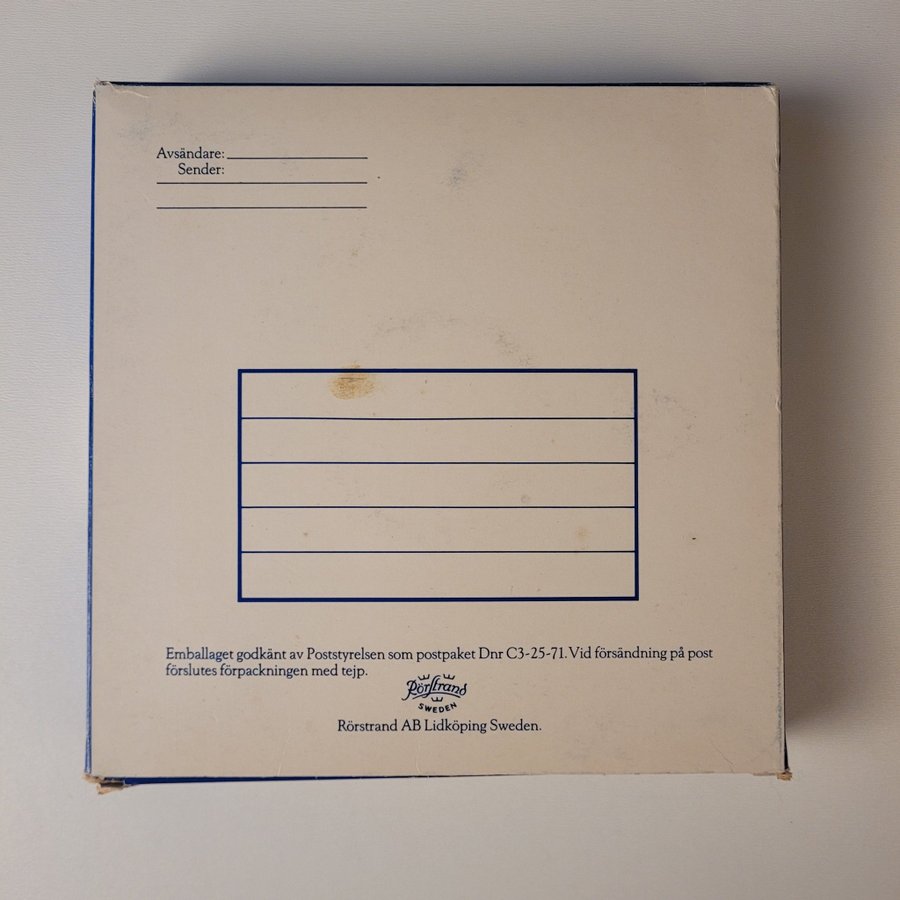 Avsändare:
Sender:
Emballaget godkänt av Poststyrelsen som postpaket Dnr C3-25-71. Vid försändning på post
förslutes förpackningen med tejp.
Rörstrand
SWEDEN
Rörstrand AB Lidköping Sweden.